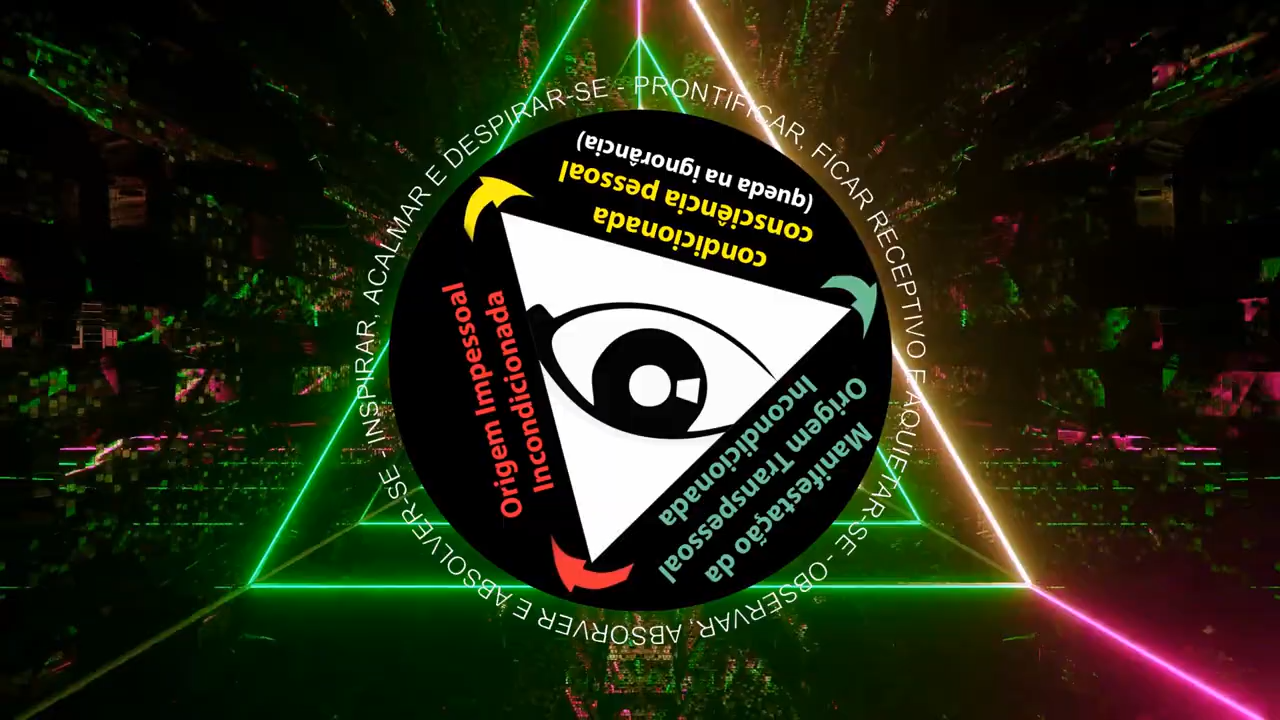 PRONTIFICAR, FICAR RECEPTIVO E AQUIETAR-SE - OBSERVAR, ABSORVER E ABSOLVER-SE - INSPIRAR, ACALMAR E DESPIRAR-SE -
condicionada
consciência pessoal
(queda na ignorância)
Origem Impessoal
Incondicionada
Manifestação da
Origem Transpessoal
Incondicionada